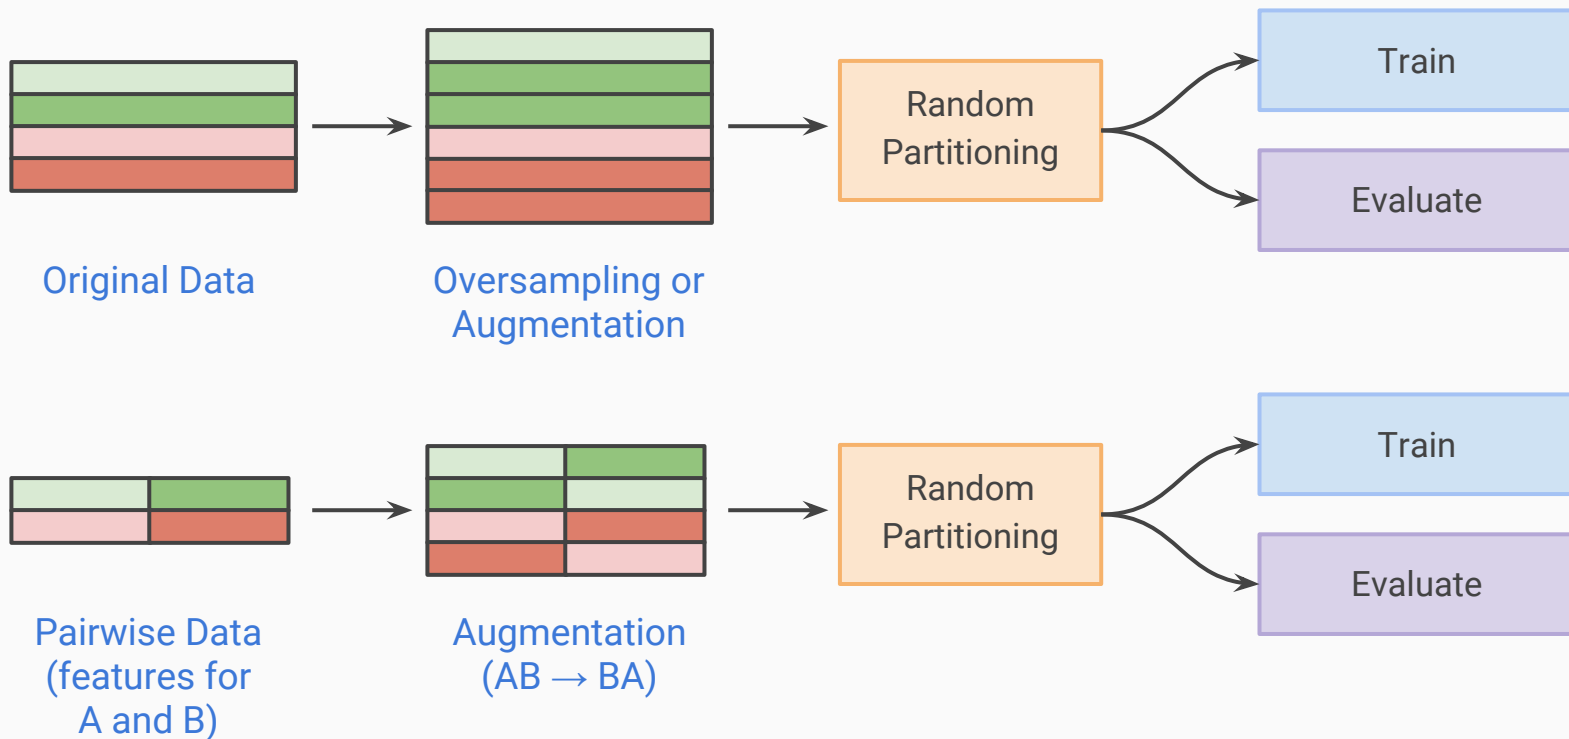 Original Data
Oversampling or
Augmentation
Random
Partitioning
Train
Evaluate
Pairwise Data
(features for
A and B)
Augmentation
(AB → BA)
Random
Partitioning
Train
Evaluate